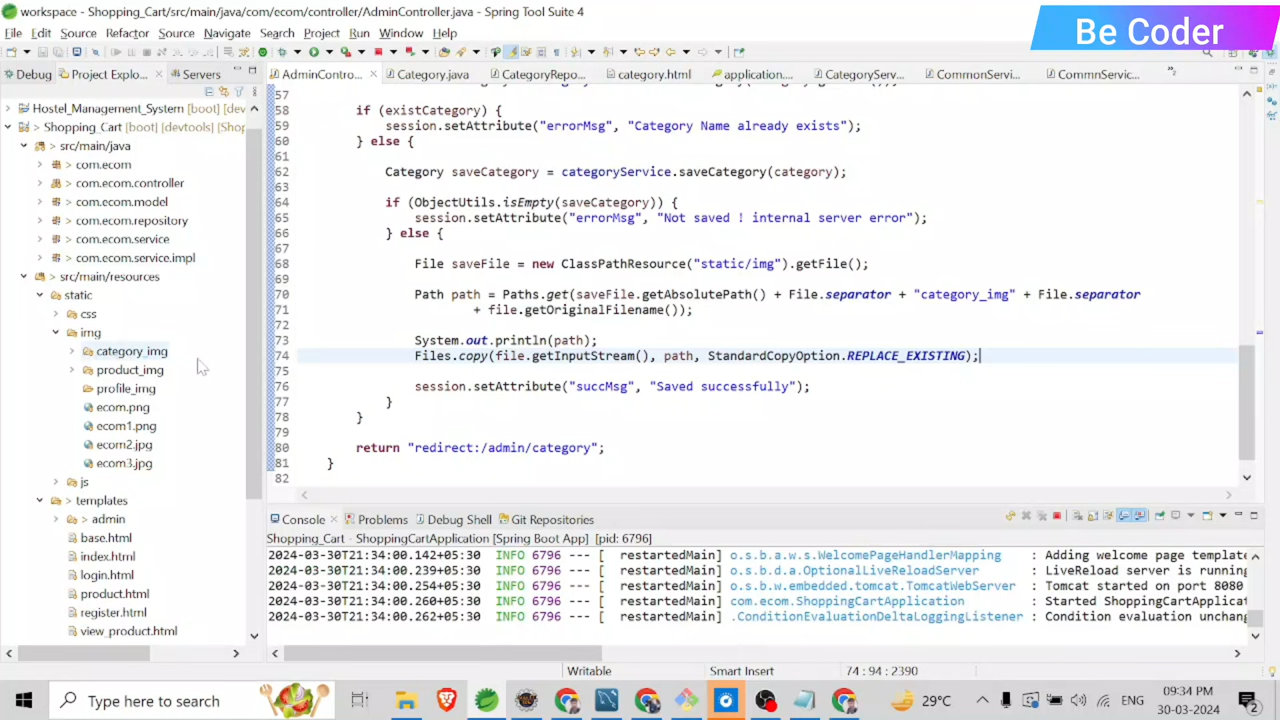 workspace - Shopping_Cart/src/main/java/com/ecom/controller/AdminController.java - Spring Tool Suite 4
Be Coder
File Edit Source Refactor Source Navigate Search Project Run Window Help
Debug Project Explo... Servers
AdminContro... Category.java CategoryRepo... category.html application.... CategoryServ... CommonServi... CommnServic...
Hostel_Management_System [boot] [dev
Shopping_Cart [boot] [devtools] [Shop
src/main/java
com.ecom
com.ecom.controller
com.ecom.model
com.ecom.repository
com.ecom.service
com.ecom.service.impl
src/main/resources
static
css
img
category_img
product_img
profile_img
ecom.png
ecom1.png
ecom2.jpg
ecom3.jpg
js
templates
admin
base.html
index.html
login.html
product.html
register.html
view_product.html
57
58 if (existCategory) {
59 session.setAttribute("errorMsg", "Category Name already exists");
60 } else {
61
62 Category saveCategory = categoryService.saveCategory(category);
63
64 if (ObjectUtils.isEmpty(saveCategory)) {
65 session.setAttribute("errorMsg", "Not saved ! internal server error");
66 } else {
67
68 File saveFile = new ClassPathResource("static/img").getFile();
69
70 Path path = Paths.get(saveFile.getAbsolutePath() + File.separator + "category_img" + File.separator
71 + file.getOriginalFilename());
72
73 System.out.println(path);
74 Files.copy(file.getInputStream(), path, StandardCopyOption.REPLACE_EXISTING);
75
76 session.setAttribute("succMsg", "Saved successfully");
77 }
78 }
79
80 return "redirect:/admin/category";
81 }
82
Console Problems Debug Shell Git Repositories
Shopping_Cart - ShoppingCartApplication [Spring Boot App] [pid: 6796]
2024-03-30T21:34:00.142+05:30 INFO 6796 --- [ restartedMain] o.s.b.a.w.s.WelcomePageHandlerMapping : Adding welcome page template
2024-03-30T21:34:00.239+05:30 INFO 6796 --- [ restartedMain] o.s.b.d.a.OptionalLiveReloadServer : LiveReload server is running
2024-03-30T21:34:00.254+05:30 INFO 6796 --- [ restartedMain] o.s.b.w.embedded.tomcat.TomcatWebServer : Tomcat started on port 8080
2024-03-30T21:34:00.260+05:30 INFO 6796 --- [ restartedMain] com.ecom.ShoppingCartApplication : Started ShoppingCartApplicat
2024-03-30T21:34:00.262+05:30 INFO 6796 --- [ restartedMain] .ConditionEvaluationDeltaLoggingListener : Condition evaluation unchang
Writable Smart Insert 74 : 94 : 2390
Type here to search
29°C
ENG
09:34 PM
30-03-2024
2